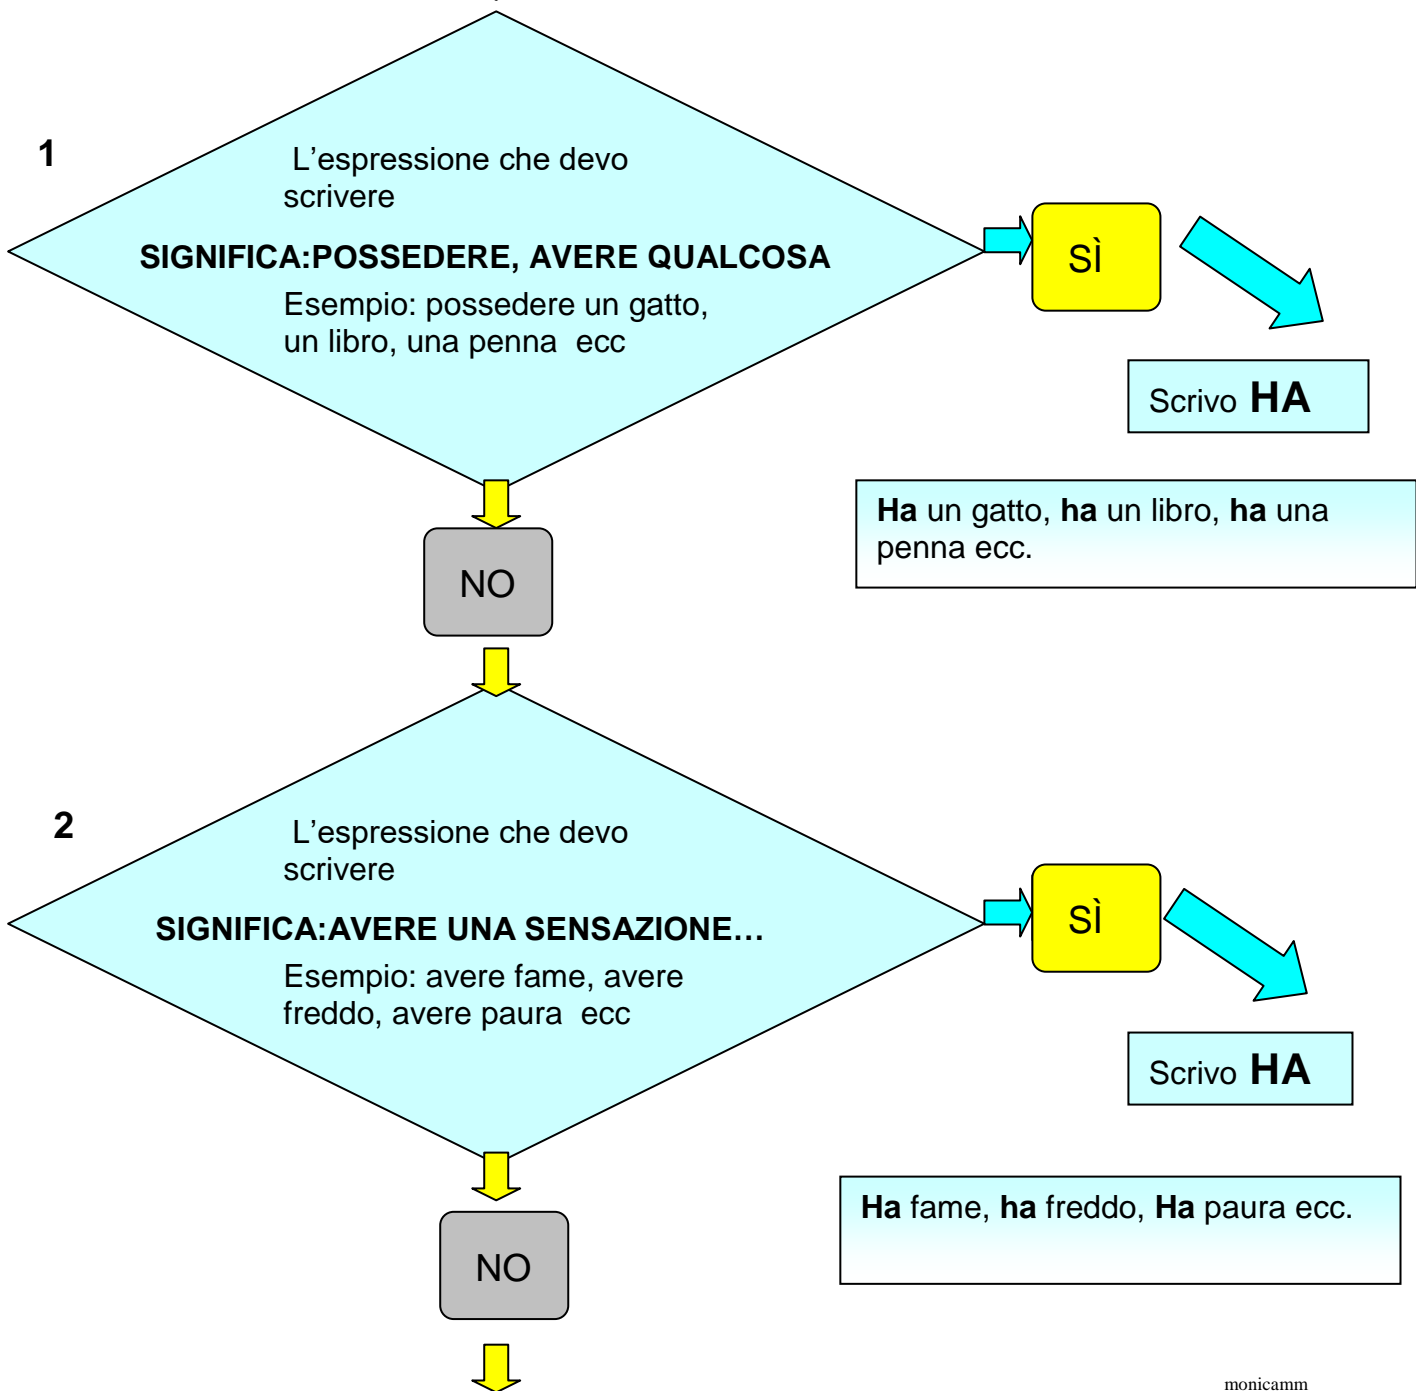 1
L’espressione che devo
scrivere
SIGNIFICA:POSSEDERE, AVERE QUALCOSA
Esempio: possedere un gatto,
un libro, una penna ecc
SÌ
Scrivo HA
Ha un gatto, ha un libro, ha una
penna ecc.
NO
2
L’espressione che devo
scrivere
SIGNIFICA:AVERE UNA SENSAZIONE…
Esempio: avere fame, avere
freddo, avere paura ecc
SÌ
Scrivo HA
Ha fame, ha freddo, Ha paura ecc.
NO
monicamm